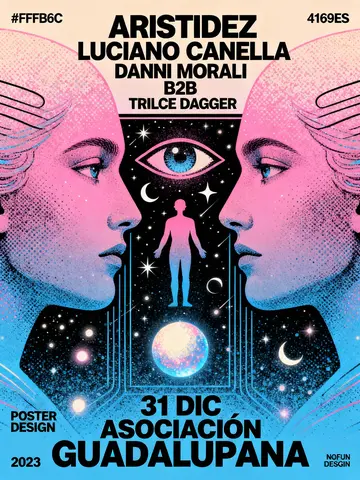 #FFFB6C
4169ES
ARISTIDEZ
LUCIANO CANELLA
DANNI MORALI
B2B
TRILCE DAGGER
31 DIC
ASOCIACIÓN
GUADALUPANA
POSTER
DESIGN
2023
NOFUN
DESGIN